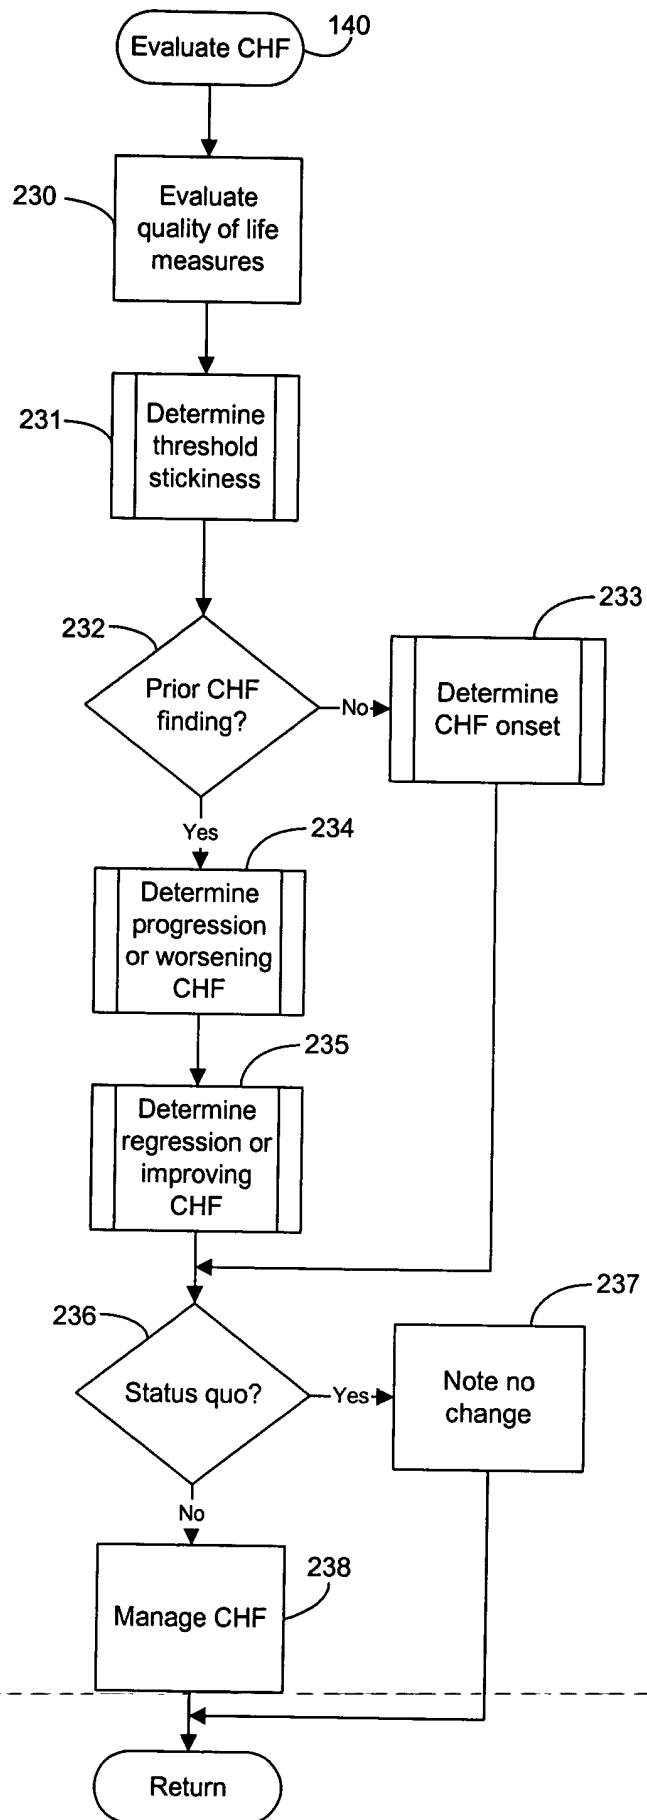 Evaluate CHF
140
230
Evaluate
quality of life
measures
231
Determine
threshold
stickiness
232
Prior CHF
finding?
No
233
Determine
CHF onset
Yes
234
Determine
progression
or worsening
CHF
235
Determine
regression or
improving
CHF
236
Status quo?
Yes
237
Note no
change
No
238
Manage CHF
Return